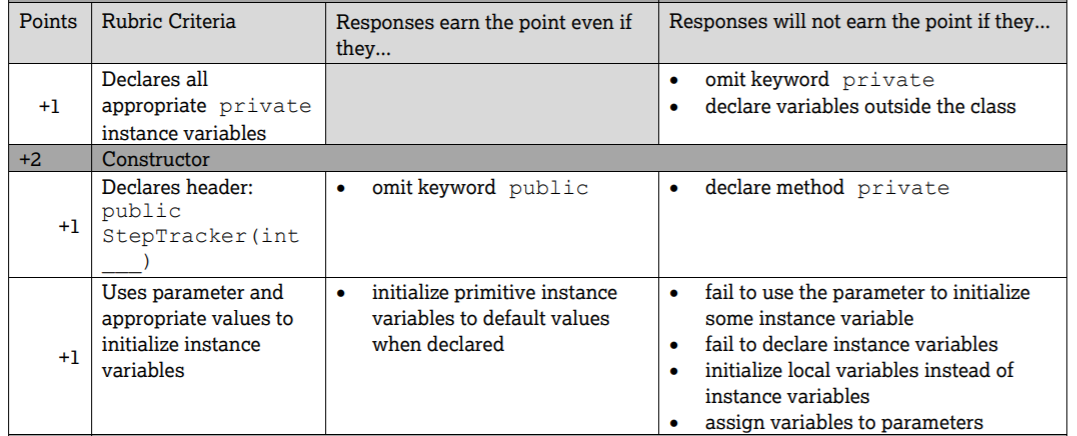 Points Rubric Criteria Responses earn the point even if they... Responses will not earn the point if they...
+1
Declares all
appropriate private
instance variables
• omit keyword private
• declare variables outside the class
+2 Constructor
+1
Declares header:
public
StepTracker(int
___)
• omit keyword public
• declare method private
+1
Uses parameter and
appropriate values to
initialize instance
variables
• initialize primitive instance
variables to default values
when declared
• fail to use the parameter to initialize
some instance variable
• fail to declare instance variables
• initialize local variables instead of
instance variables
• assign variables to parameters